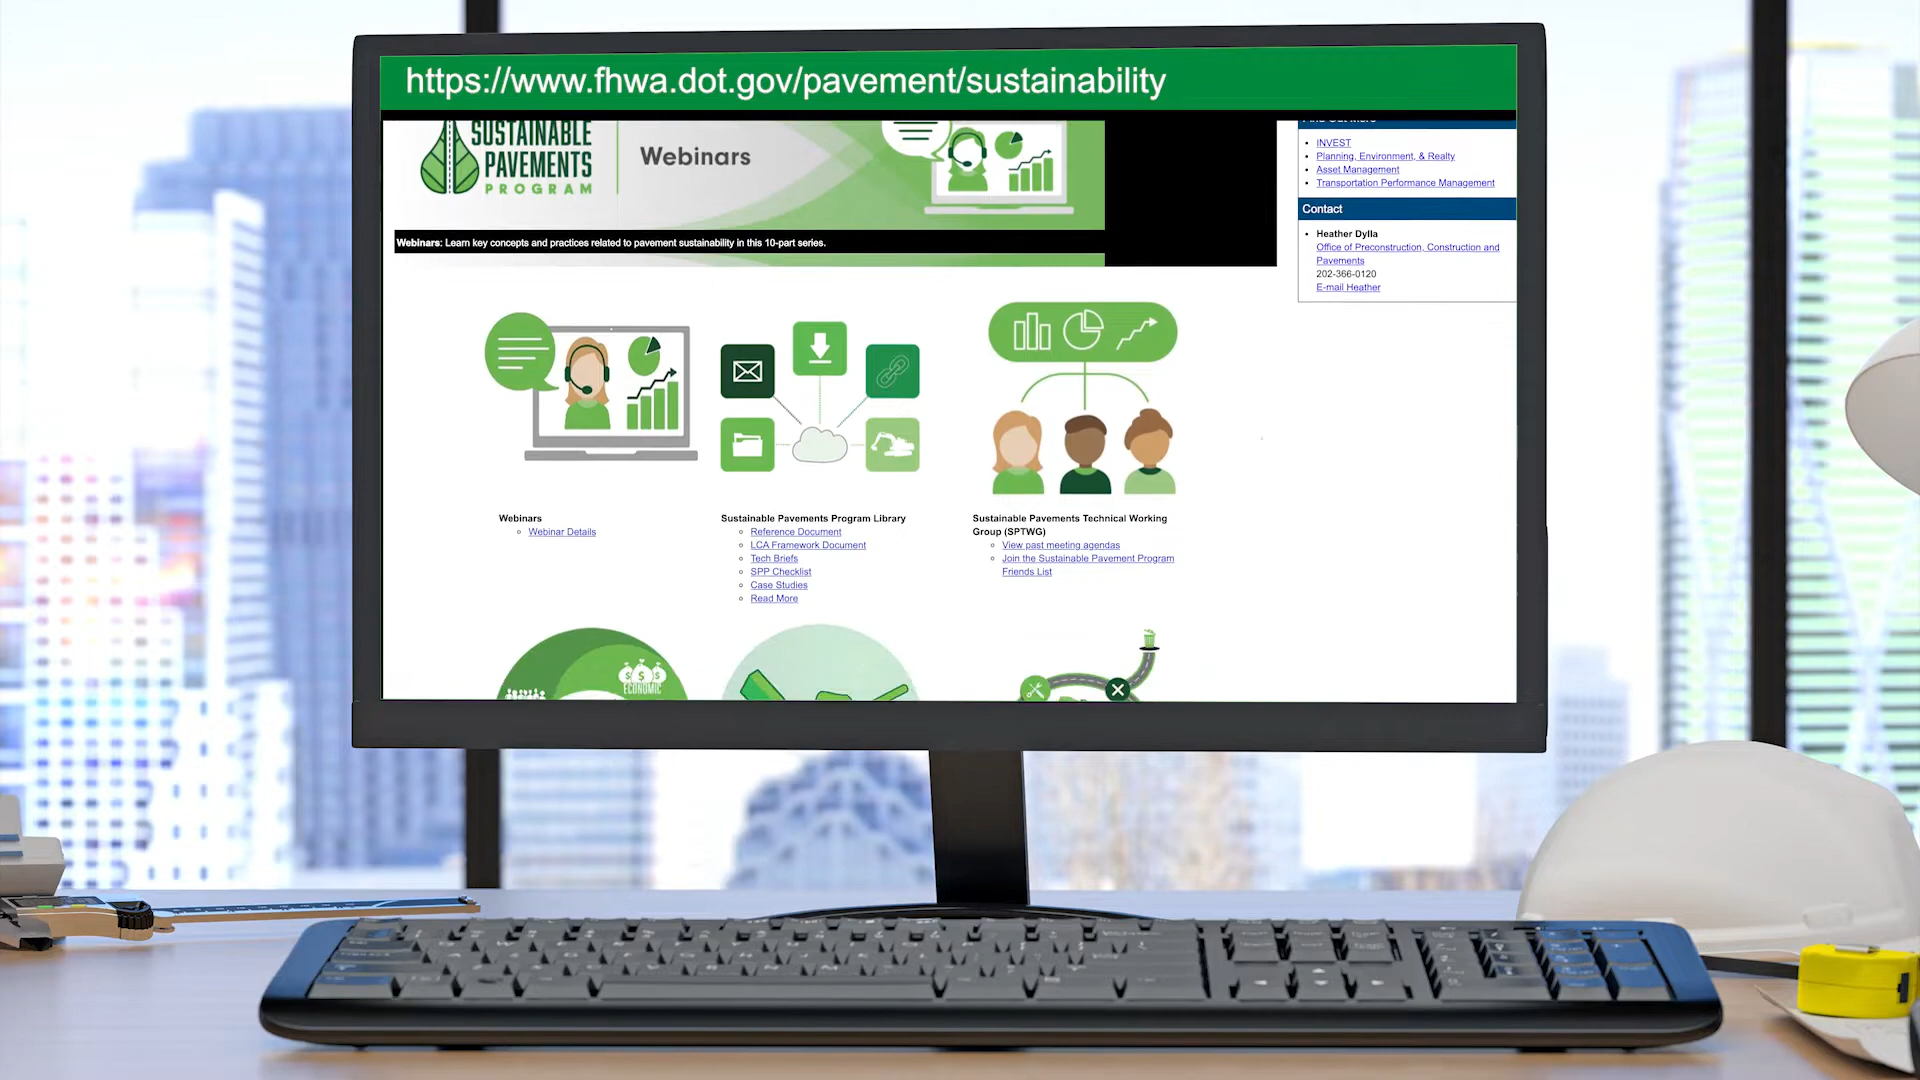 https://www.fhwa.dot.gov/pavement/sustainability
SUSTAINABLE
PAVEMENTS
PROGRAM
Webinars
Webinars: Learn key concepts and practices related to pavement sustainability in this 10-part series.
INVEST
Planning, Environment, & Realty
Asset Management
Transportation Performance Management
Contact
Heather Dylla
Office of Preconstruction, Construction and
Pavements
202-366-0120
E-mail Heather
Webinars
Webinar Details
Sustainable Pavements Program Library
Reference Document
LCA Framework Document
Tech Briefs
SPP Checklist
Case Studies
Read More
Sustainable Pavements Technical Working
Group (SPTWG)
View past meeting agendas
Join the Sustainable Pavement Program
Friends List
$ $ $
ECONOMIC